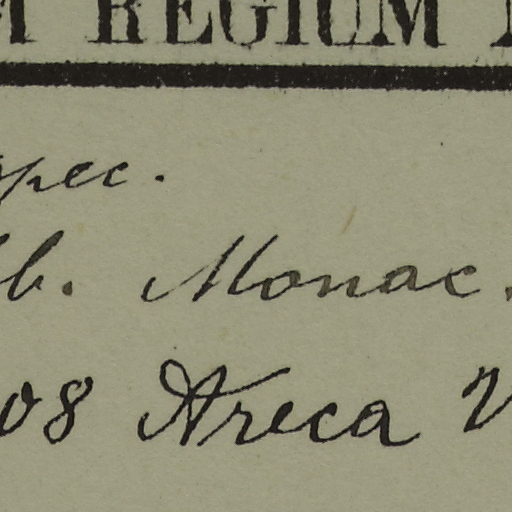 M REGIUM
spec.
b. Monac.
08 Areca V